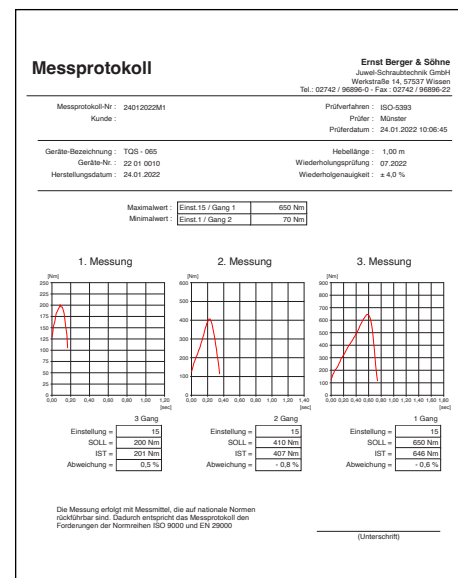 Messprotokoll
Ernst Berger & Söhne
Juwel-Schraubtechnik GmbH
Werkstraße 14, 57537 Wissen
Tel.: 02742 / 96896-0 - Fax : 02742 / 96896-22
Messprotokoll-Nr : 24012022M1
Kunde :
Prüfverfahren : ISO-5393
Prüfer : Münster
Prüferdatum : 24.01.2022 10:06:45
Geräte-Bezeichnung : TQS - 065
Geräte-Nr. : 22 01 0010
Herstellungsdatum : 24.01.2022
Hebellänge : 1,00 m
Wiederholungsprüfung : 07.2022
Wiederholgenauigkeit : ± 4,0 %
Maximalwert : Einst.15 / Gang 1 650 Nm
Minimalwert : Einst.1 / Gang 2 70 Nm
1. Messung
[Nm]
250
225
200
175
150
125
100
75
50
25
0
0,00 0,20 0,40 0,60 0,80 1,00 1,20
[sec]
3 Gang
Einstellung = 15
SOLL = 200 Nm
IST = 201 Nm
Abweichung = 0,5 %
2. Messung
[Nm]
600
500
400
300
200
100
0
0,00 0,20 0,40 0,60 0,80 1,00 1,20 1,40
[sec]
2 Gang
Einstellung = 15
SOLL = 410 Nm
IST = 407 Nm
Abweichung = - 0,8 %
3. Messung
[Nm]
900
800
700
600
500
400
300
200
100
0
0,00 0,20 0,40 0,60 0,80 1,00 1,20 1,40 1,60 1,80
[sec]
1 Gang
Einstellung = 15
SOLL = 650 Nm
IST = 646 Nm
Abweichung = - 0,6 %
Die Messung erfolgt mit Messmittel, die auf nationale Normen
rückführbar sind. Dadurch entspricht das Messprotokoll den
Forderungen der Normreihen ISO 9000 und EN 29000
(Unterschrift)